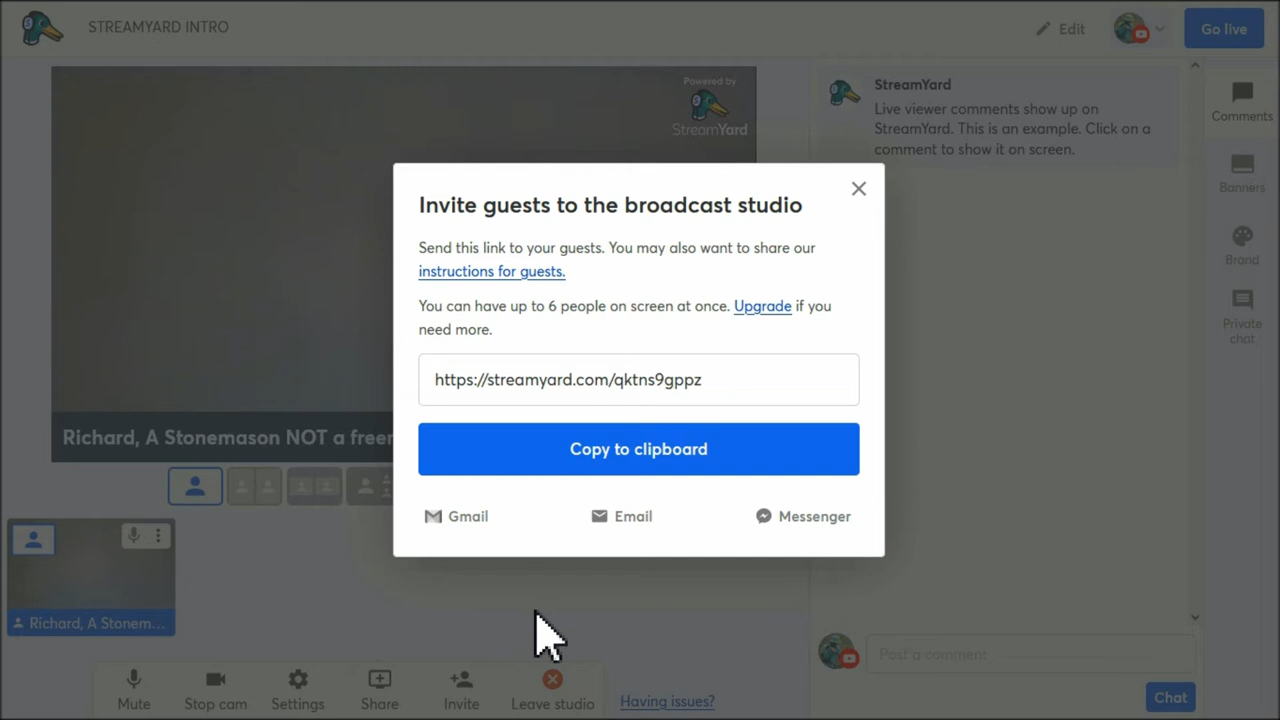 STREAMYARD INTRO
Edit
Go live
Powered by
StreamYard
StreamYard
Live viewer comments show up on
StreamYard. This is an example. Click on a
comment to show it on screen.
Comments
Banners
Brand
Private
chat
Invite guests to the broadcast studio
Send this link to your guests. You may also want to share our
instructions for guests.
You can have up to 6 people on screen at once. Upgrade if you
need more.
https://streamyard.com/qktns9gppz
Copy to clipboard
Gmail
Email
Messenger
Richard, A Stonemason NOT a freer
Richard, A Stonem...
Post a comment
Chat
Mute
Stop cam
Settings
Share
Invite
Leave studio
Having issues?